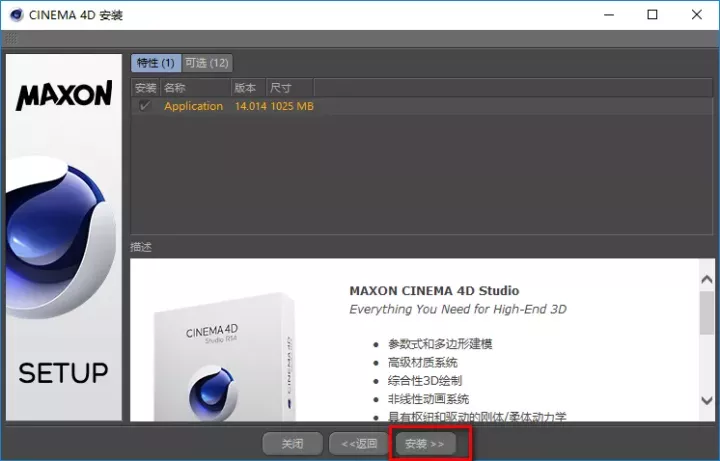 CINEMA 4D 安装
MAXON
SETUP
特性 (1) 可选 (12)
安装 名称 版本 尺寸
Application 14.014 1025 MB
描述
CINEMA 4D
Studio R14
CINEMA 4D
MAXON CINEMA 4D Studio
Everything You Need for High-End 3D
• 参数式和多边形建模
• 高级材质系统
• 综合性3D绘制
• 非线性动画系统
• 具有枢纽和驱动的刚体/柔体动力学
关闭 <<返回 安装 >>